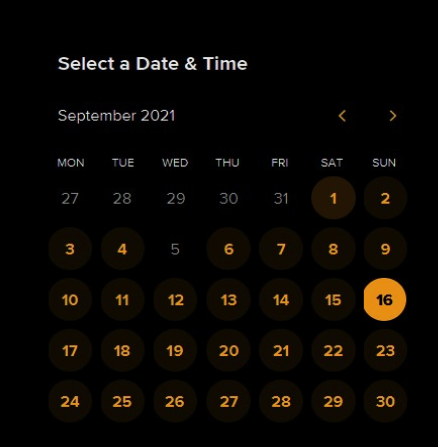 Select a Date & Time
September 2021
MON TUE WED THU FRI SAT SUN
27 28 29 30 31 1 2
3 4 5 6 7 8 9
10 11 12 13 14 15 16
17 18 19 20 21 22 23
24 25 26 27 28 29 30